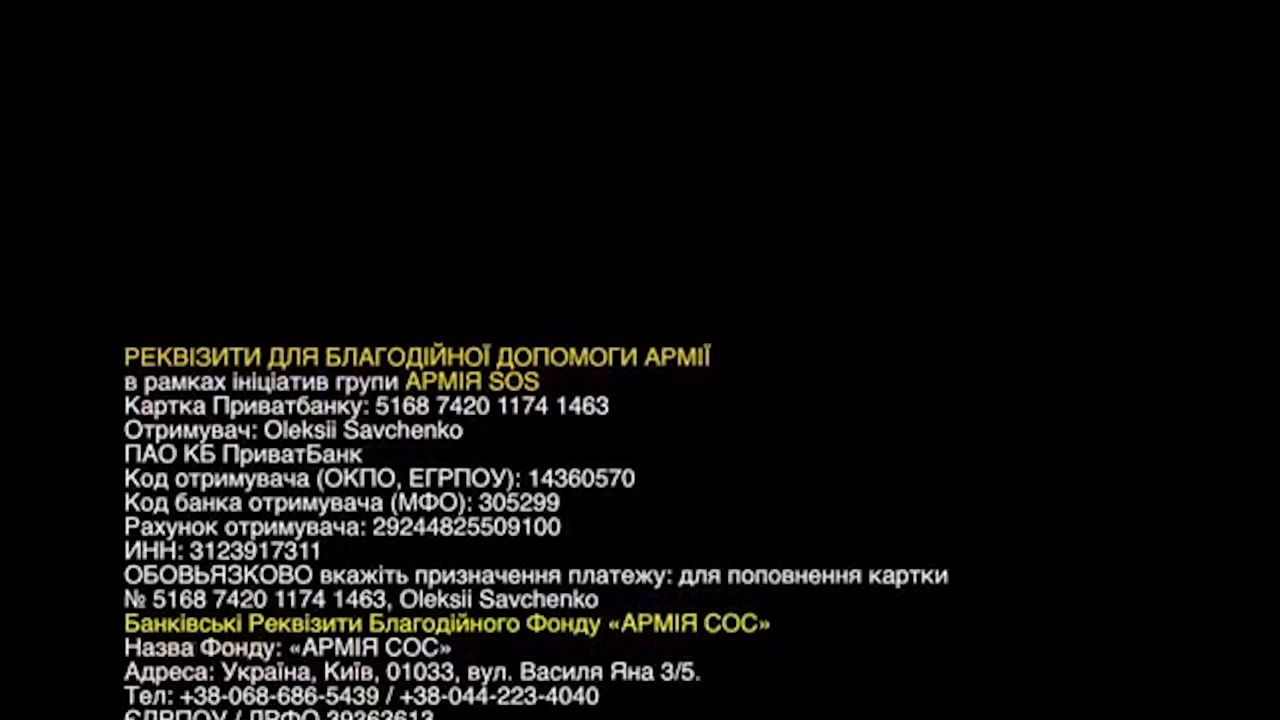 РЕКВІЗИТИ ДЛЯ БЛАГОДІЙНОЇ ДОПОМОГИ АРМІЇ
в рамках ініціатив групи АРМІЯ SOS
Картка Приватбанку: 5168 7420 1174 1463
Отримувач: Oleksii Savchenko
ПАО КБ ПриватБанк
Код отримувача (ОКПО, ЕГРПОУ): 14360570
Код банка отримувача (МФО): 305299
Рахунок отримувача: 29244825509100
ИНН: 3123917311
ОБОВЬЯЗКОВО вкажіть призначення платежу: для поповнення картки
№ 5168 7420 1174 1463, Oleksii Savchenko
Банківські Реквізити Благодійного Фонду «АРМІЯ СОС»
Назва Фонду: «АРМІЯ СОС»
Адреса: Україна, Київ, 01033, вул. Василя Яна 3/5.
Тел: +38-068-686-5439 / +38-044-223-4040
ЄДРПОУ / ДРФО 39263613